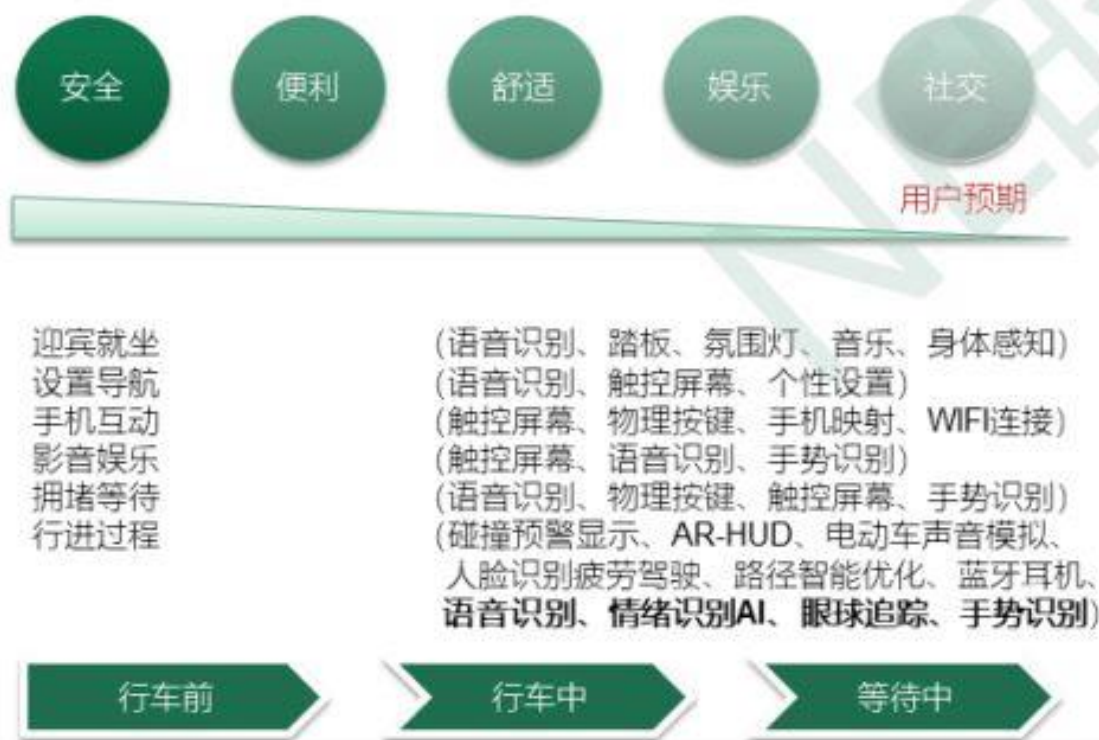 安全 便利 舒适 娱乐 社交
用户预期
迎宾就坐 (语音识别、踏板、氛围灯、音乐、身体感知)
设置导航 (语音识别、触控屏幕、个性设置)
手机互动 (触控屏幕、物理按键、手机映射、WIFI连接)
影音娱乐 (触控屏幕、语音识别、手势识别)
拥堵等待 (语音识别、物理按键、触控屏幕、手势识别)
行进过程 (碰撞预警显示、AR-HUD、电动车声音模拟、
人脸识别疲劳驾驶、路径智能优化、蓝牙耳机、
语音识别、情绪识别AI、眼球追踪、手势识别)
行车前 行车中 等待中